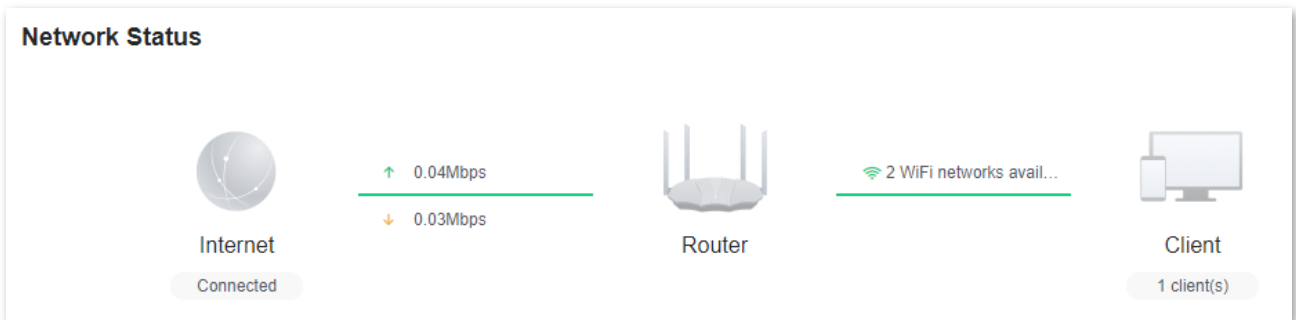 Network Status
0.04Mbps
2 WiFi networks avail...
0.03Mbps
Internet
Router
Client
Connected
1 client(s)